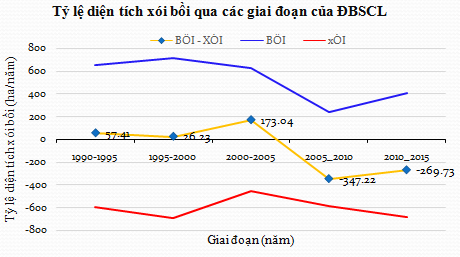 Tỷ lệ diện tích xói bồi qua các giai đoạn của ĐBSCL
BỒI - XÓI BỒI XÓI
Tỷ lệ diện tích xói bồi (ha/năm)
800
600
400
200
0
-200
-400
-600
-800
57.41
26.23
173.04
-347.22
-269.73
1990-1995 1995-2000 2000-2005 2005_2010 2010_2015
Giai đoạn (năm)